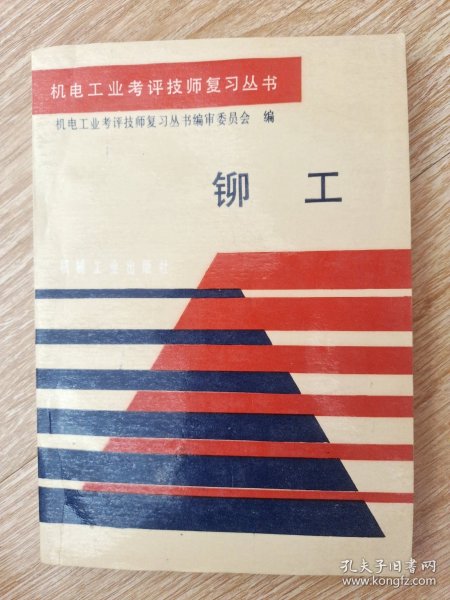 机电工业考评技师复习丛书
机电工业考评技师复习丛书编审委员会 编
铆 工
机械工业出版社
孔夫子旧书网
www.kongfz.com